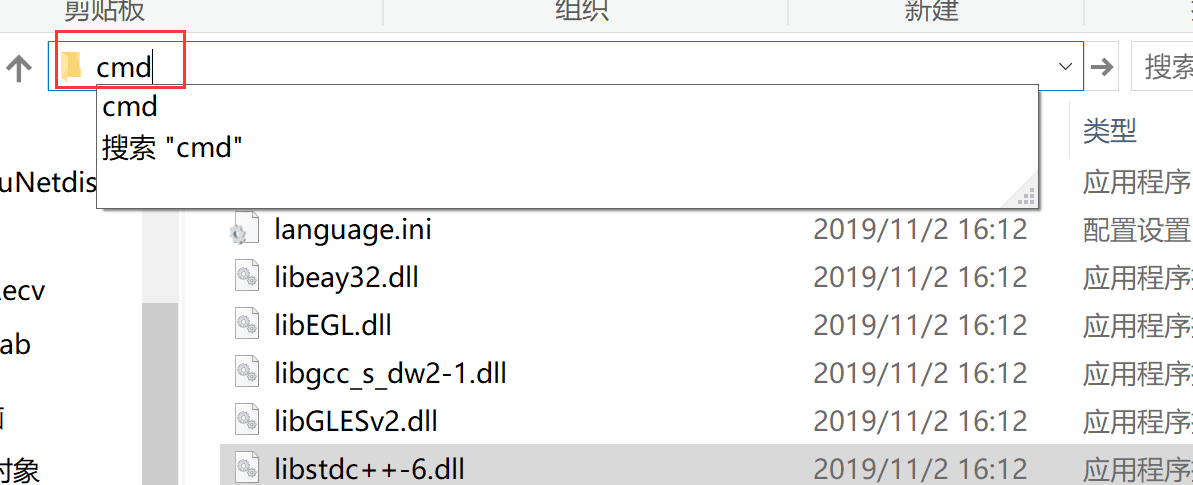 剪贴板 组织 新建
cmd
搜索
cmd
搜索 "cmd"
类型
uNetdis
应用程序
language.ini 2019/11/2 16:12 配置设置
libeay32.dll 2019/11/2 16:12 应用程序
ecv
libEGL.dll 2019/11/2 16:12 应用程序
ab
libgcc_s_dw2-1.dll 2019/11/2 16:12 应用程序
libGLESv2.dll 2019/11/2 16:12 应用程序
对象
libstdc++-6.dll 2019/11/2 16:12 应用程序